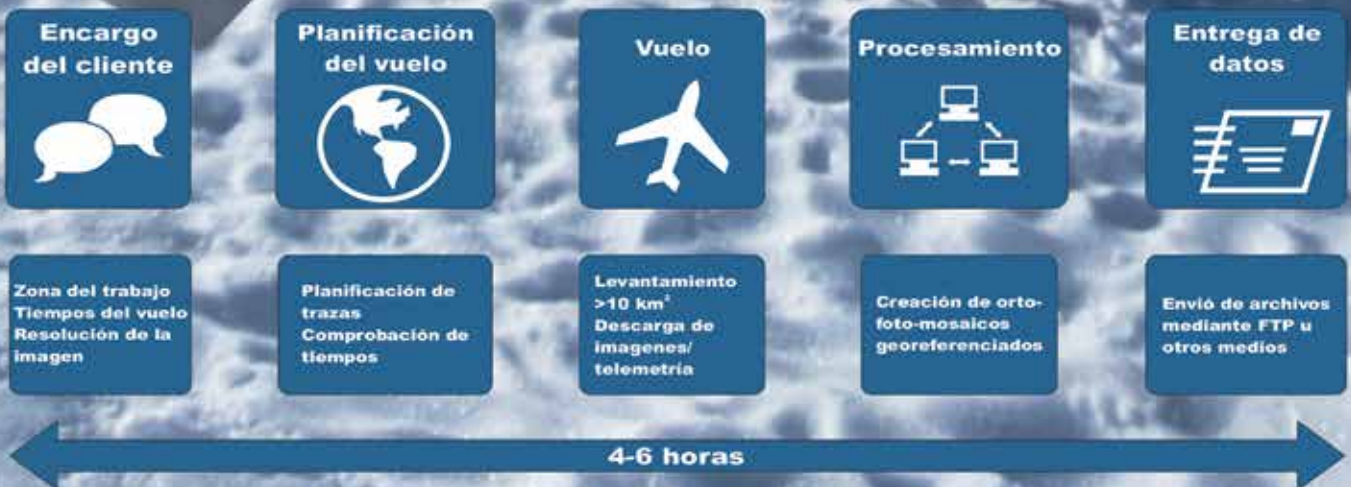 Encargo
del cliente
Planificación
del vuelo
Vuelo
Procesamiento
Entrega de
datos
Zona del trabajo
Tiempos del vuelo
Resolución de la
imagen
Planificación de
trazas
Comprobación de
tiempos
Levantamiento
>10 km²
Descarga de
imagenes/
telemetría
Creación de orto-
foto-mosaicos
georeferenciados
Envió de archivos
mediante FTP u
otros medios
4-6 horas